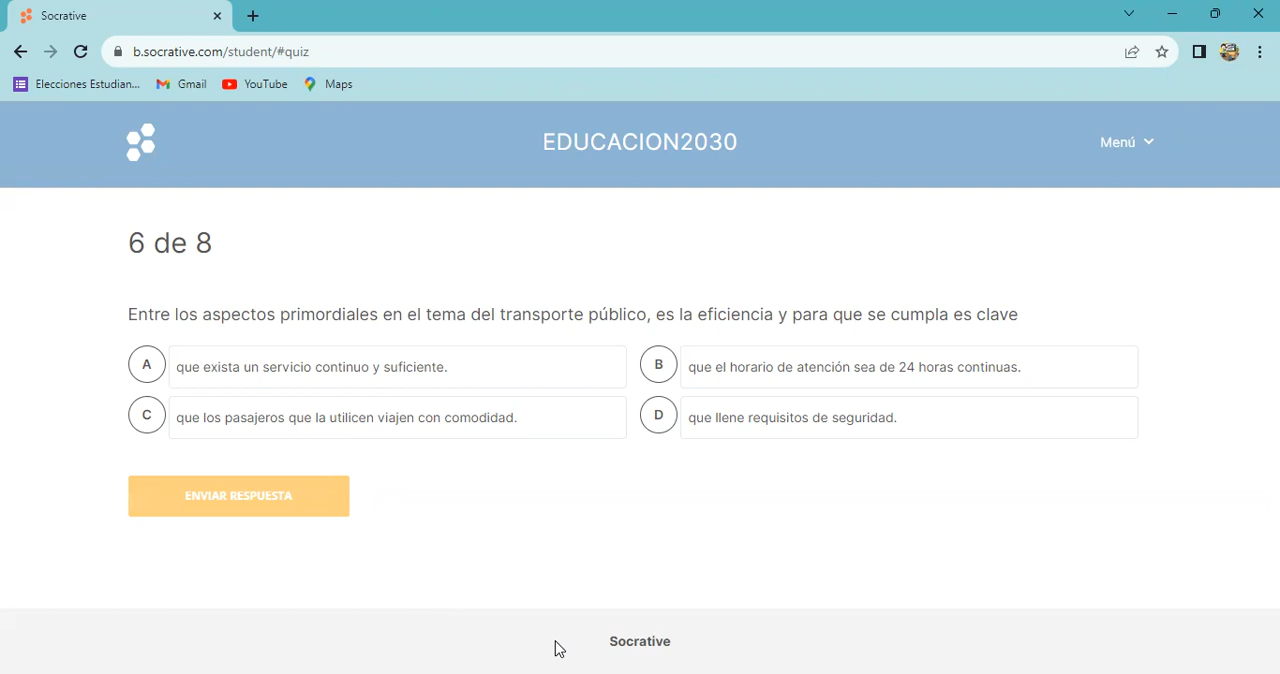 Socrative
b.socrative.com/student/#quiz
Elecciones Estudian... Gmail YouTube Maps
EDUCACION2030
Menú
6 de 8
Entre los aspectos primordiales en el tema del transporte público, es la eficiencia y para que se cumpla es clave
A que exista un servicio continuo y suficiente.
B que el horario de atención sea de 24 horas continuas.
C que los pasajeros que la utilicen viajen con comodidad.
D que llene requisitos de seguridad.
ENVIAR RESPUESTA
Socrative